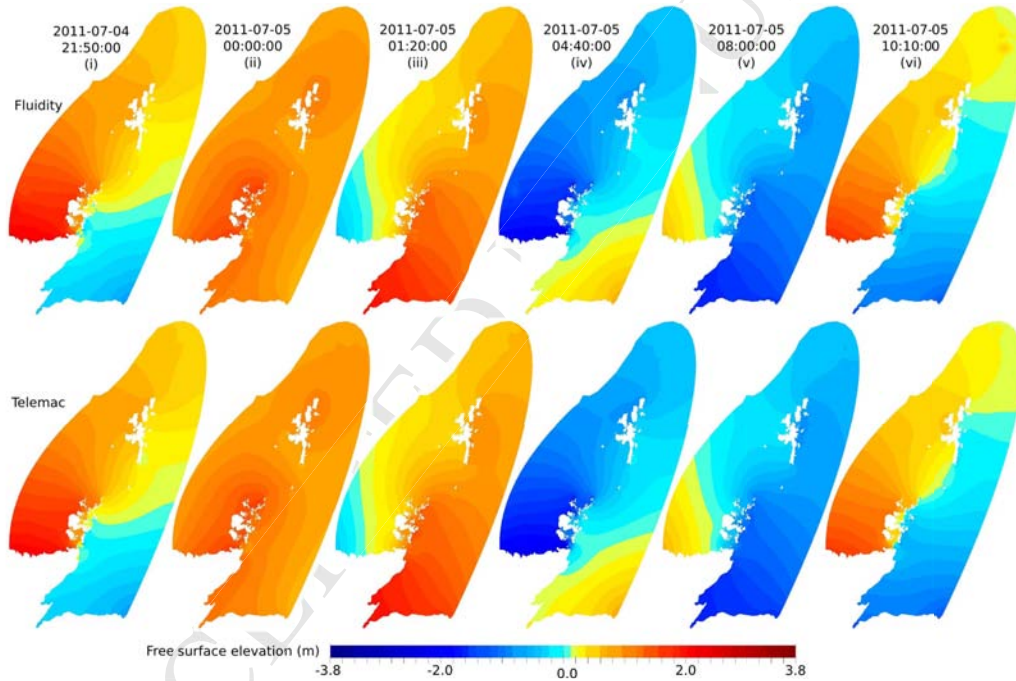 2011-07-04 2011-07-05 2011-07-05 2011-07-05 2011-07-05 2011-07-05
21:50:00 00:00:00 01:20:00 04:40:00 08:00:00 10:10:00
(i) (ii) (iii) (iv) (v) (vi)
Fluidity
Telemac
Free surface elevation (m)
-3.8 -2.0 0.0 2.0 3.8